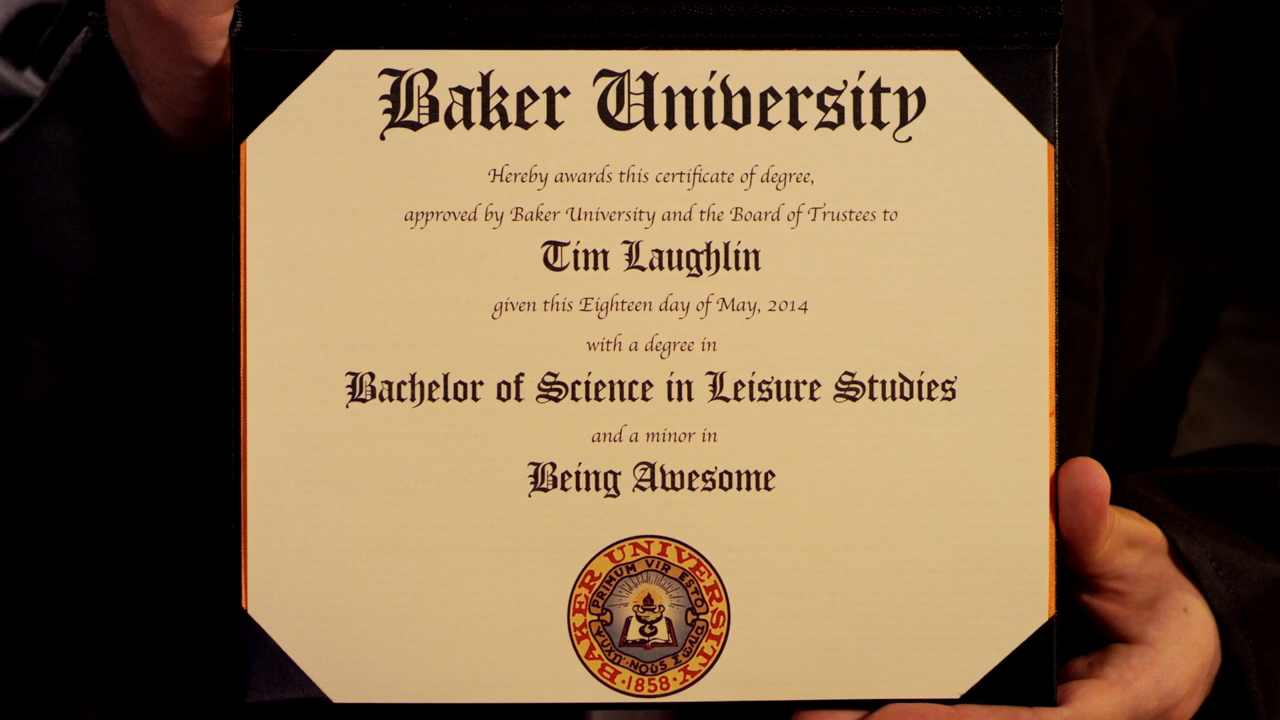 Baker University
Hereby awards this certificate of degree,
approved by Baker University and the Board of Trustees to
Tim Laughlin
given this Eighteen day of May, 2014
with a degree in
Bachelor of Science in Leisure Studies
and a minor in
Being Awesome
BAKER UNIVERSITY
PRIMUM VIR ESTO
·1858·